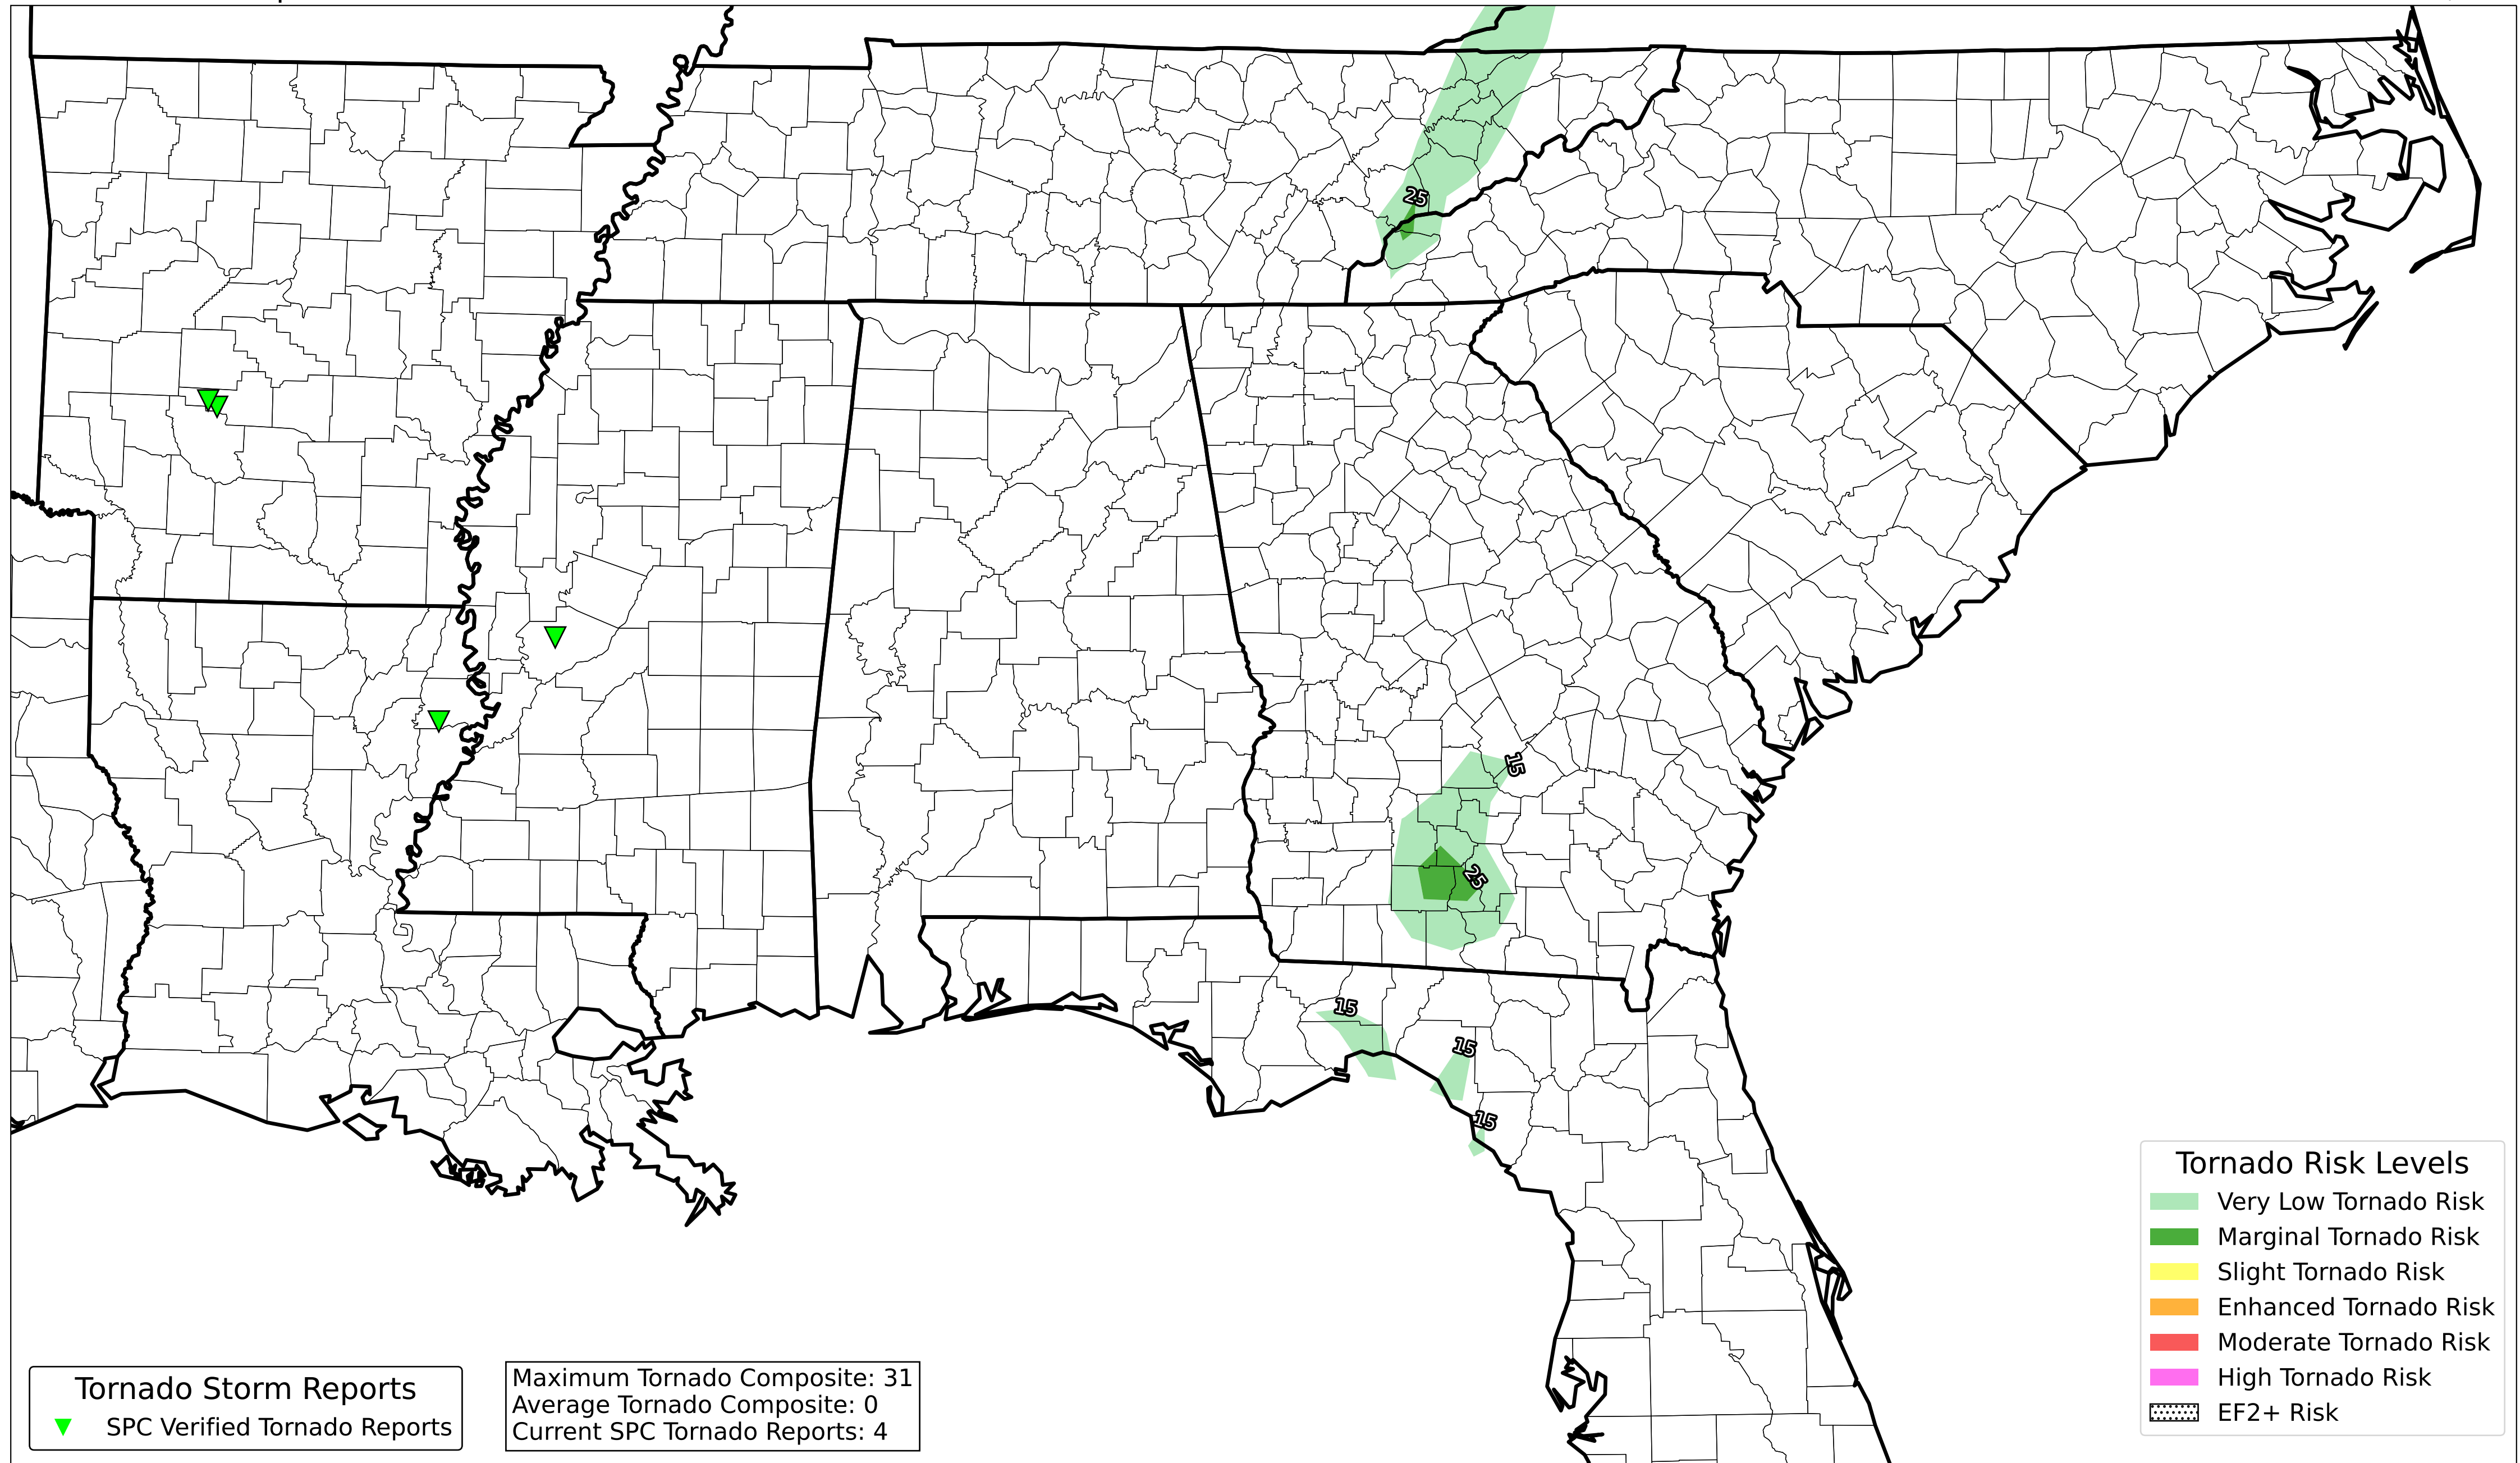 25
15
25
15
15
15
Tornado Risk Levels
Very Low Tornado Risk
Marginal Tornado Risk
Slight Tornado Risk
Enhanced Tornado Risk
Moderate Tornado Risk
High Tornado Risk
EF2+ Risk
Tornado Storm Reports
SPC Verified Tornado Reports
Maximum Tornado Composite: 31
Average Tornado Composite: 0
Current SPC Tornado Reports: 4